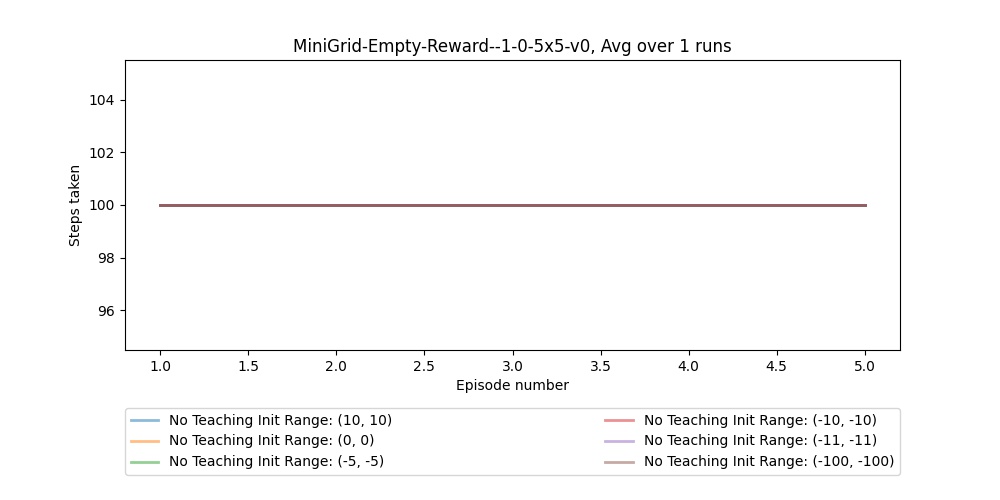 MiniGrid-Empty-Reward--1-0-5x5-v0, Avg over 1 runs
104
102
100
98
96
Steps taken
1.0 1.5 2.0 2.5 3.0 3.5 4.0 4.5 5.0
Episode number
No Teaching Init Range: (10, 10)
No Teaching Init Range: (0, 0)
No Teaching Init Range: (-5, -5)
No Teaching Init Range: (-10, -10)
No Teaching Init Range: (-11, -11)
No Teaching Init Range: (-100, -100)